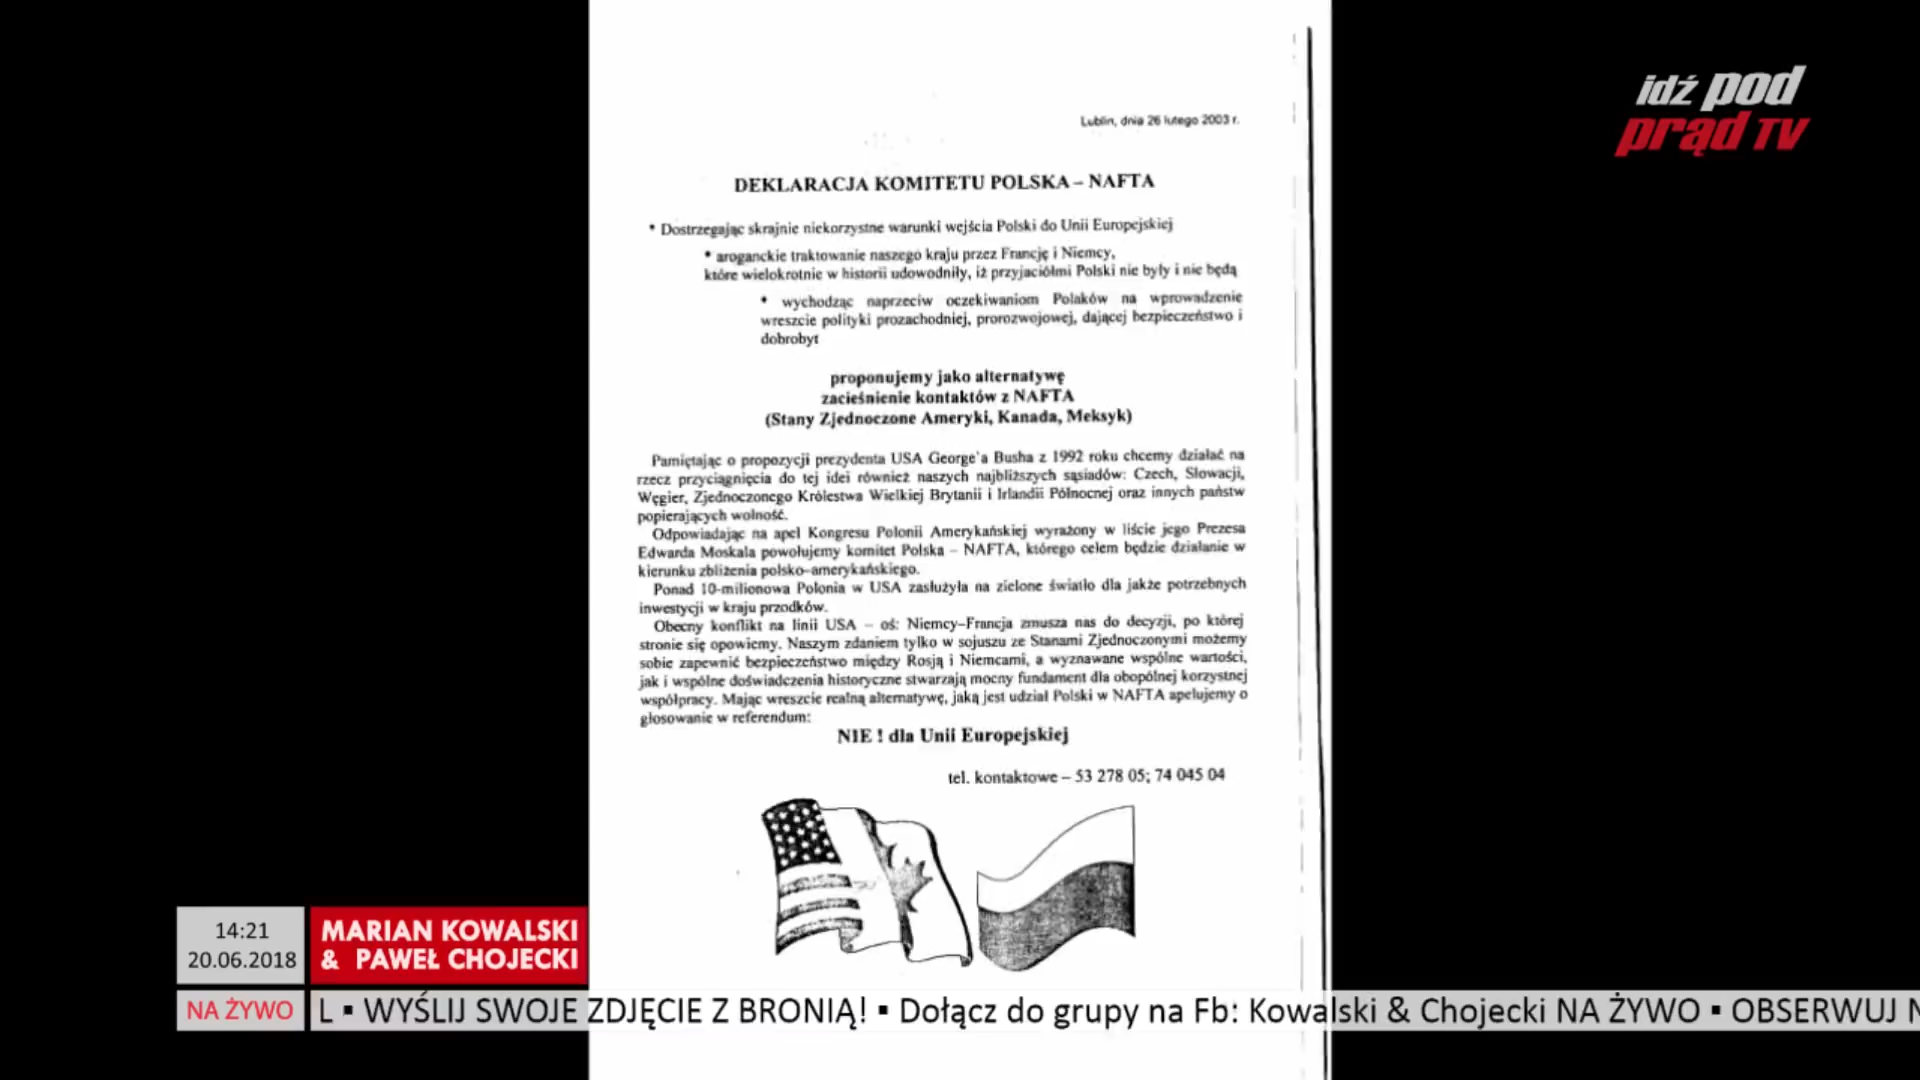 Lublin, dnia 26 lutego 2003 r.
DEKLARACJA KOMITETU POLSKA – NAFTA
* Dostrzegając skrajnie niekorzystne warunki wejścia Polski do Unii Europejskiej
* aroganckie traktowanie naszego kraju przez Francję i Niemcy,
które wielokrotnie w historii udowodniły, iż przyjaciółmi Polski nie były i nie będą
* wychodząc naprzeciw oczekiwaniom Polaków na wprowadzenie
wreszcie polityki prozachodniej, prorozwojowej, dającej bezpieczeństwo i
dobrobyt
proponujemy jako alternatywę
zacieśnienie kontaktów z NAFTA
(Stany Zjednoczone Ameryki, Kanada, Meksyk)
Pamiętając o propozycji prezydenta USA George'a Busha z 1992 roku chcemy działać na
rzecz przyciągnięcia do tej idei również naszych najbliższych sąsiadów: Czech, Słowacji,
Węgier, Zjednoczonego Królestwa Wielkiej Brytanii i Irlandii Północnej oraz innych państw
popierających wolność.
Odpowiadając na apel Kongresu Polonii Amerykańskiej wyrażony w liście jego Prezesa
Edwarda Moskala powołujemy komitet Polska – NAFTA, którego celem będzie działanie w
kierunku zbliżenia polsko–amerykańskiego.
Ponad 10-milionowa Polonia w USA zasłużyła na zielone światło dla jakże potrzebnych
inwestycji w kraju przodków.
Obecny konflikt na linii USA – oś: Niemcy–Francja zmusza nas do decyzji, po której
stronie się opowiemy. Naszym zdaniem tylko w sojuszu ze Stanami Zjednoczonymi możemy
sobie zapewnić bezpieczeństwo między Rosją i Niemcami, a wyznawane wspólne wartości,
jak i wspólne doświadczenia historyczne stwarzają mocny fundament dla obopólnej korzystnej
współpracy. Mając wreszcie realną alternatywę, jaką jest udział Polski w NAFTA apelujemy o
głosowanie w referendum:
NIE ! dla Unii Europejskiej
tel. kontaktowe – 53 278 05; 74 045 04
idź pod
prąd TV
14:21
20.06.2018
MARIAN KOWALSKI
& PAWEŁ CHOJECKI
NA ŻYWO
L ▪ WYŚLIJ SWOJE ZDJĘCIE Z BRONIĄ! ▪ Dołącz do grupy na Fb: Kowalski & Chojecki NA ŻYWO ▪ OBSERWUJ N